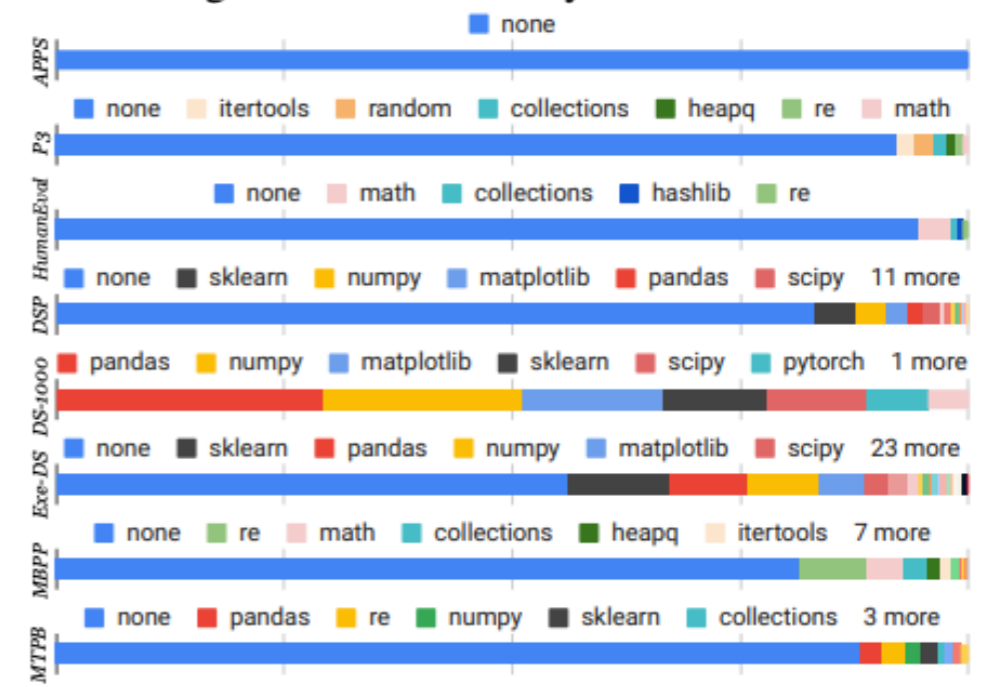 none
APPS
none itertools random collections heapq re math
P3
none math collections hashlib re
HumanEval
none sklearn numpy matplotlib pandas scipy 11 more
DSP
pandas numpy matplotlib sklearn scipy pytorch 1 more
DS-1000
none sklearn pandas numpy matplotlib scipy 23 more
Exe-DS
none re math collections heapq itertools 7 more
MBPP
none pandas re numpy sklearn collections 3 more
MTPB